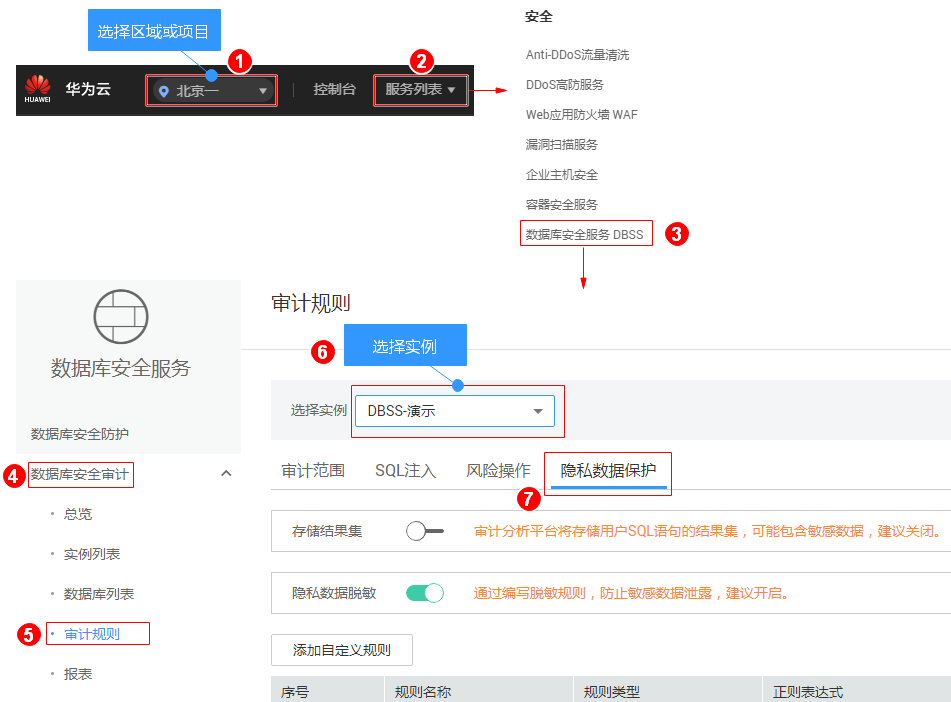 选择区域或项目
1
2
HUAWEI
华为云
北京一
控制台
服务列表
安全
Anti-DDoS流量清洗
DDoS高防服务
Web应用防火墙 WAF
漏洞扫描服务
企业主机安全
容器安全服务
数据库安全服务 DBSS
3
数据库安全服务
数据库安全防护
4
数据库安全审计
总览
实例列表
数据库列表
5
审计规则
报表
审计规则
6
选择实例
选择实例
DBSS-演示
审计范围
SQL注入
风险操作
隐私数据保护
7
存储结果集
审计分析平台将存储用户SQL语句的结果集，可能包含敏感数据，建议关闭。
隐私数据脱敏
通过编写脱敏规则，防止敏感数据泄露，建议开启。
添加自定义规则
序号
规则名称
规则类型
正则表达式